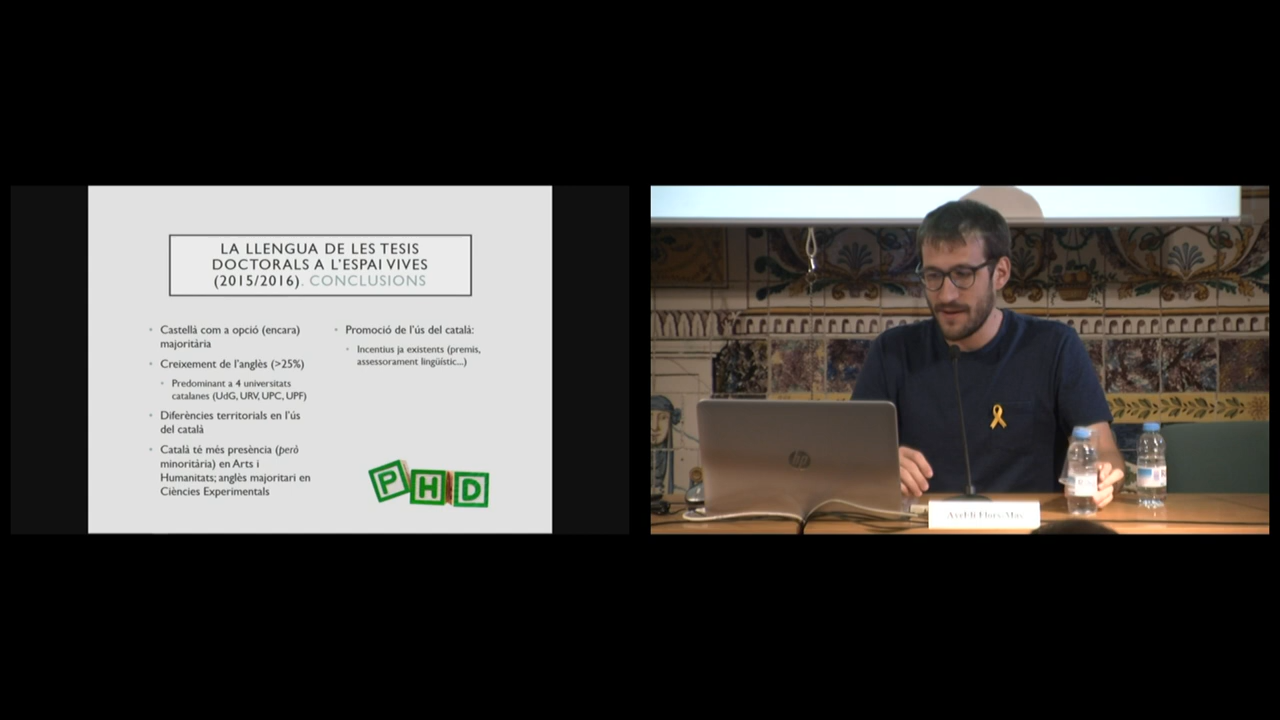 LA LLENGUA DE LES TESIS
DOCTORALS A L'ESPAI VIVES
(2015/2016). CONCLUSIONS
Castellà com a opció (encara)
majoritària
Creixement de l'anglès (>25%)
Predominant a 4 universitats
catalanes (UdG, URV, UPC, UPF)
Diferències territorials en l'ús
del català
Català té més presència (però
minoritària) en Arts i
Humanitats; anglès majoritari en
Ciències Experimentals
Promoció de l'ús del català:
Incentius ja existents (premis,
assessorament lingüístic...)
PHD
hp